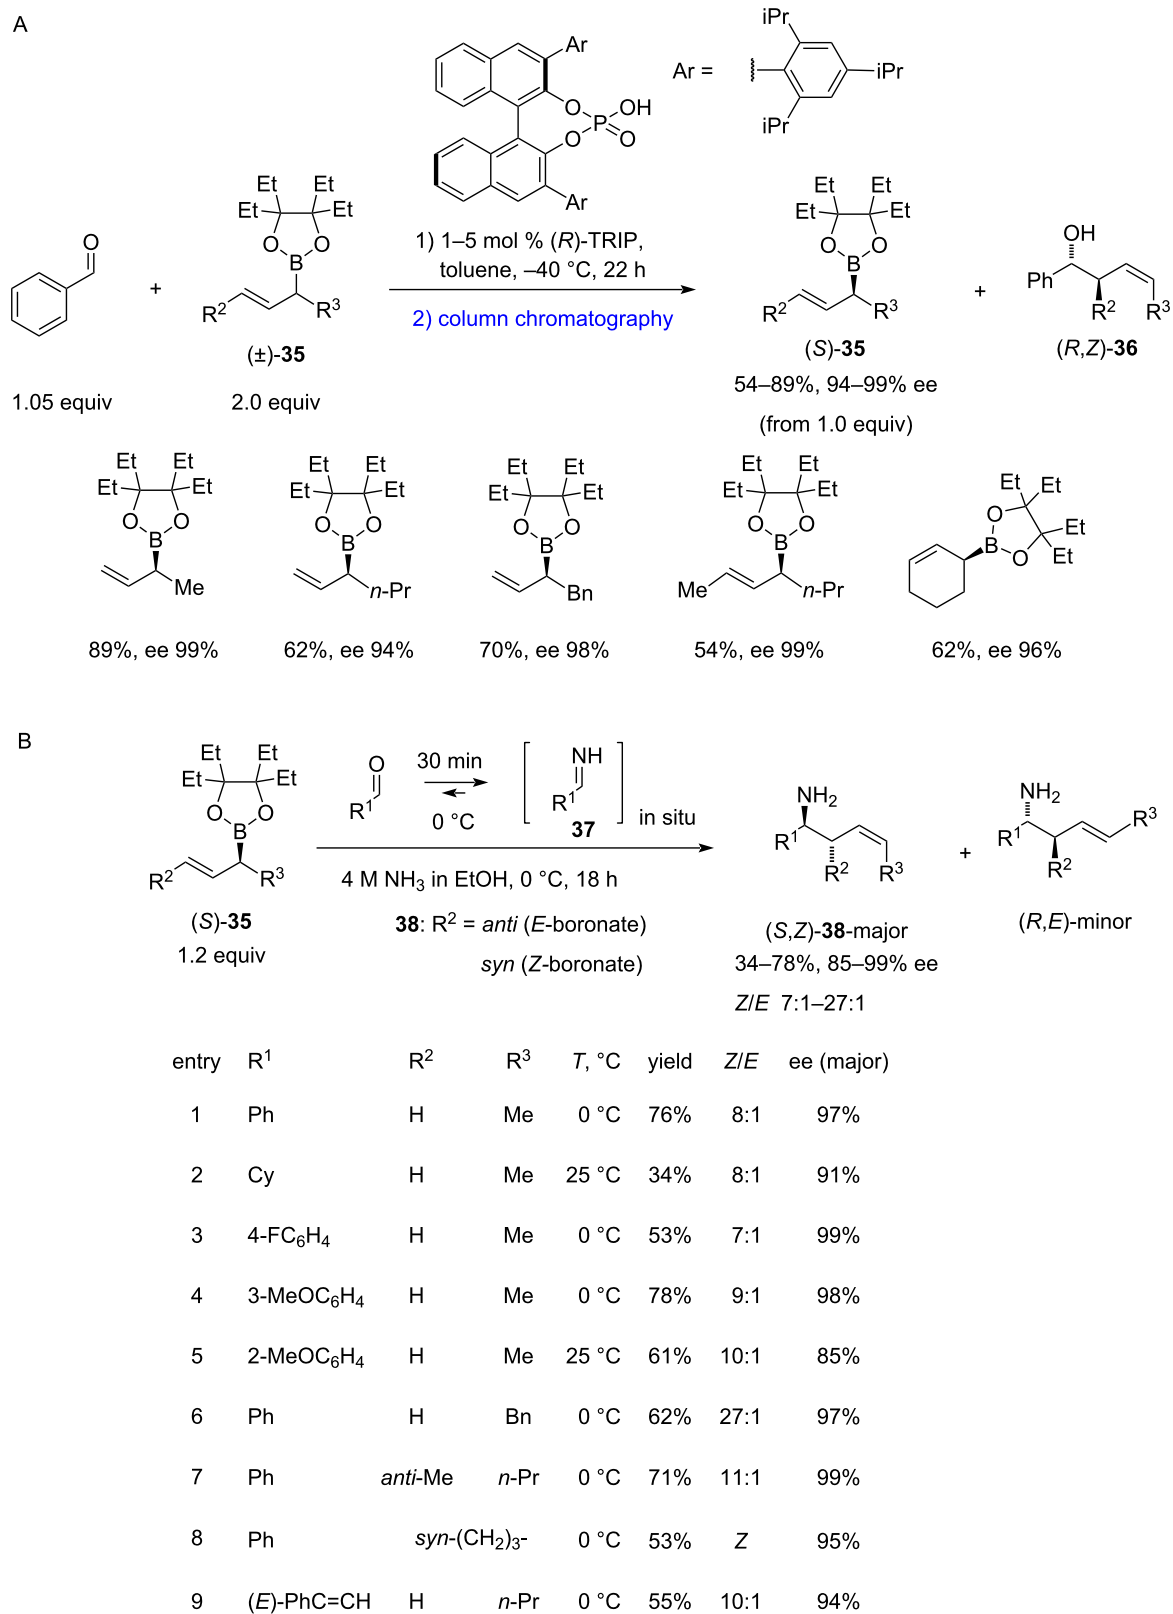 A
Ar
OH
O
P
O
O
Ar
Ar =
iPr
iPr
iPr
O
1.05 equiv
+
Et Et
Et Et
O O
B
R2 R3
(±)-35
2.0 equiv
1) 1–5 mol % (R)-TRIP,
toluene, –40 °C, 22 h
2) column chromatography
Et Et
Et Et
O O
B
R2 R3
(S)-35
54–89%, 94–99% ee
(from 1.0 equiv)
+
OH
Ph
R2 R3
(R,Z)-36
Et Et
Et Et
O O
B
Me
89%, ee 99%
Et Et
Et Et
O O
B
n-Pr
62%, ee 94%
Et Et
Et Et
O O
B
Bn
70%, ee 98%
Et Et
Et Et
O O
B
Me n-Pr
54%, ee 99%
Et Et
O Et
B
O Et
62%, ee 96%
B
Et Et
Et Et
O O
B
R2 R3
(S)-35
1.2 equiv
O
R1
30 min
0 °C
NH
R1
37
in situ
4 M NH3 in EtOH, 0 °C, 18 h
38: R2 = anti (E-boronate)
syn (Z-boronate)
NH2
R1
R2 R3
(S,Z)-38-major
34–78%, 85–99% ee
Z/E 7:1–27:1
+
NH2
R1 R3
R2
(R,E)-minor
entry R1 R2 R3 T, °C yield Z/E ee (major)
1 Ph H Me 0 °C 76% 8:1 97%
2 Cy H Me 25 °C 34% 8:1 91%
3 4-FC6H4 H Me 0 °C 53% 7:1 99%
4 3-MeOC6H4 H Me 0 °C 78% 9:1 98%
5 2-MeOC6H4 H Me 25 °C 61% 10:1 85%
6 Ph H Bn 0 °C 62% 27:1 97%
7 Ph anti-Me n-Pr 0 °C 71% 11:1 99%
8 Ph syn-(CH2)3- 0 °C 53% Z 95%
9 (E)-PhC=CH H n-Pr 0 °C 55% 10:1 94%